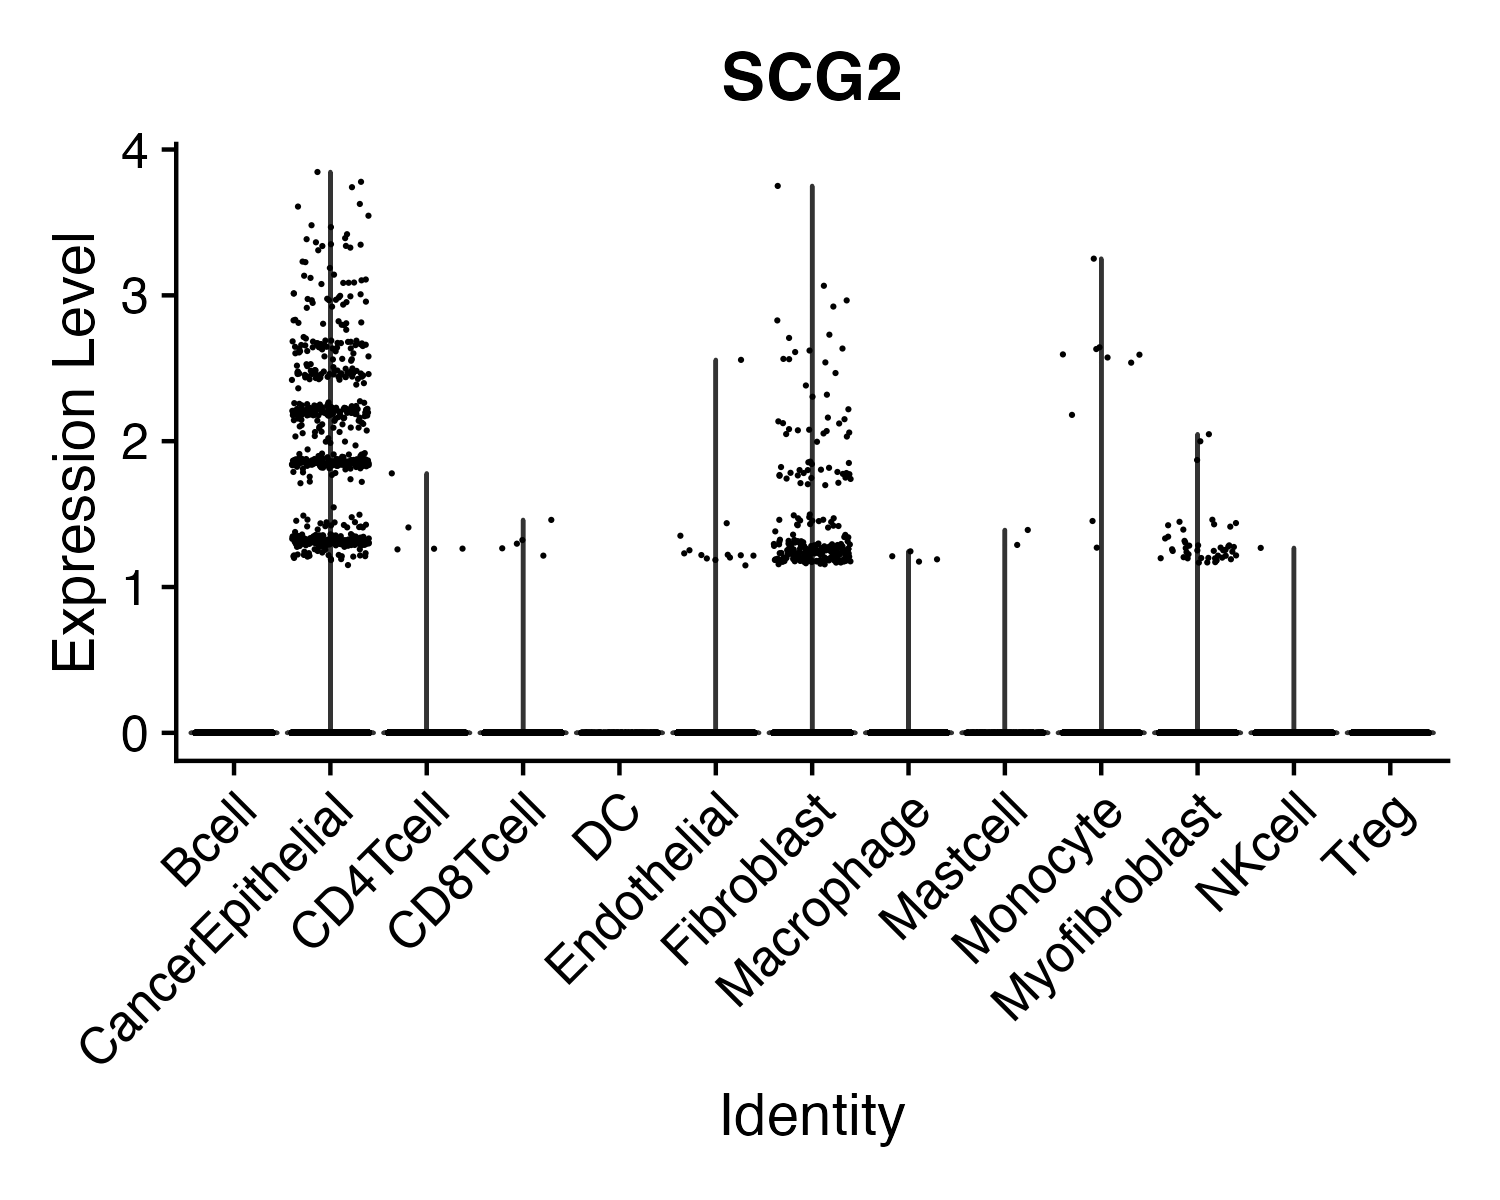 SCG2
Expression Level
4
3
2
1
0
Bcell
CancerEpithelial
CD4Tcell
CD8Tcell
DC
Endothelial
Fibroblast
Macrophage
Mastcell
Monocyte
Myofibroblast
NKcell
Treg
Identity